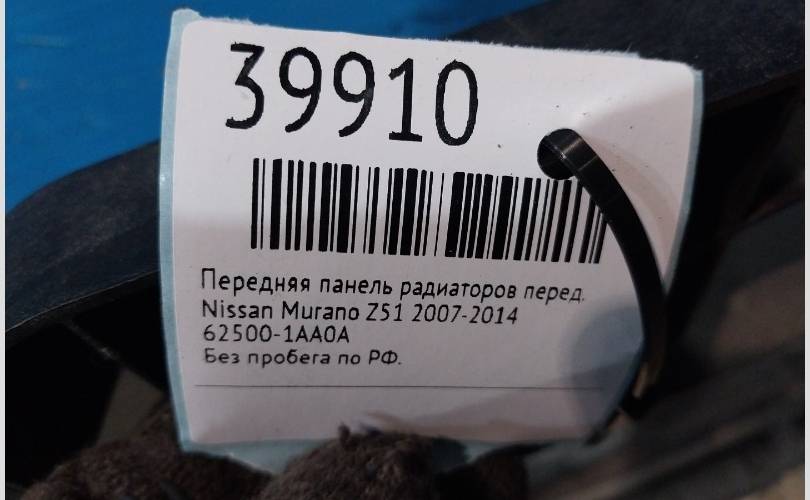 39910
Передняя панель радиаторов перед.
Nissan Murano Z51 2007-2014
62500-1AA0A
Без пробега по РФ.